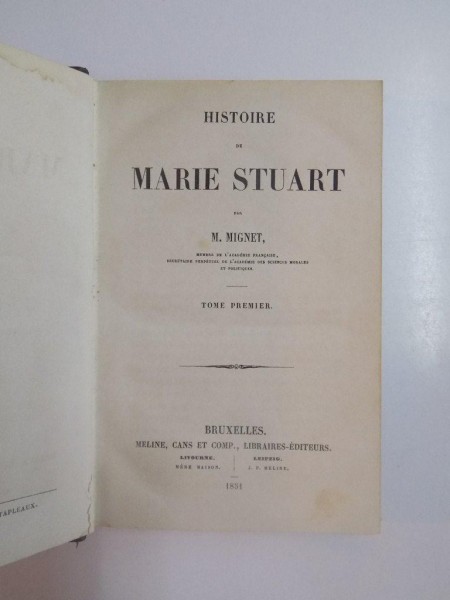 HISTOIRE
DE
MARIE STUART
PAR
M. MIGNET,
MEMBRE DE L'ACADÉMIE FRANÇAISE,
SECRÉTAIRE PERPÉTUEL DE L'ACADÉMIE DES SCIENCES MORALES
ET POLITIQUES.
TOME PREMIER.
BRUXELLES.
MELINE, CANS ET COMP., LIBRAIRES-ÉDITEURS.
LIVOURNE. LEIPZIG.
MÊME MAISON. J. P. MELINE.
1851
TAPLEAUX.